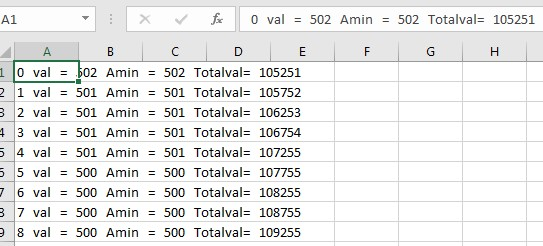 A1 fx 0 val = 502 Amin = 502 Totalval= 105251
A B C D E F G H
1 0 val = 502 Amin = 502 Totalval= 105251
2 1 val = 501 Amin = 501 Totalval= 105752
3 2 val = 501 Amin = 501 Totalval= 106253
4 3 val = 501 Amin = 501 Totalval= 106754
5 4 val = 501 Amin = 501 Totalval= 107255
6 5 val = 500 Amin = 500 Totalval= 107755
7 6 val = 500 Amin = 500 Totalval= 108255
8 7 val = 500 Amin = 500 Totalval= 108755
9 8 val = 500 Amin = 500 Totalval= 109255